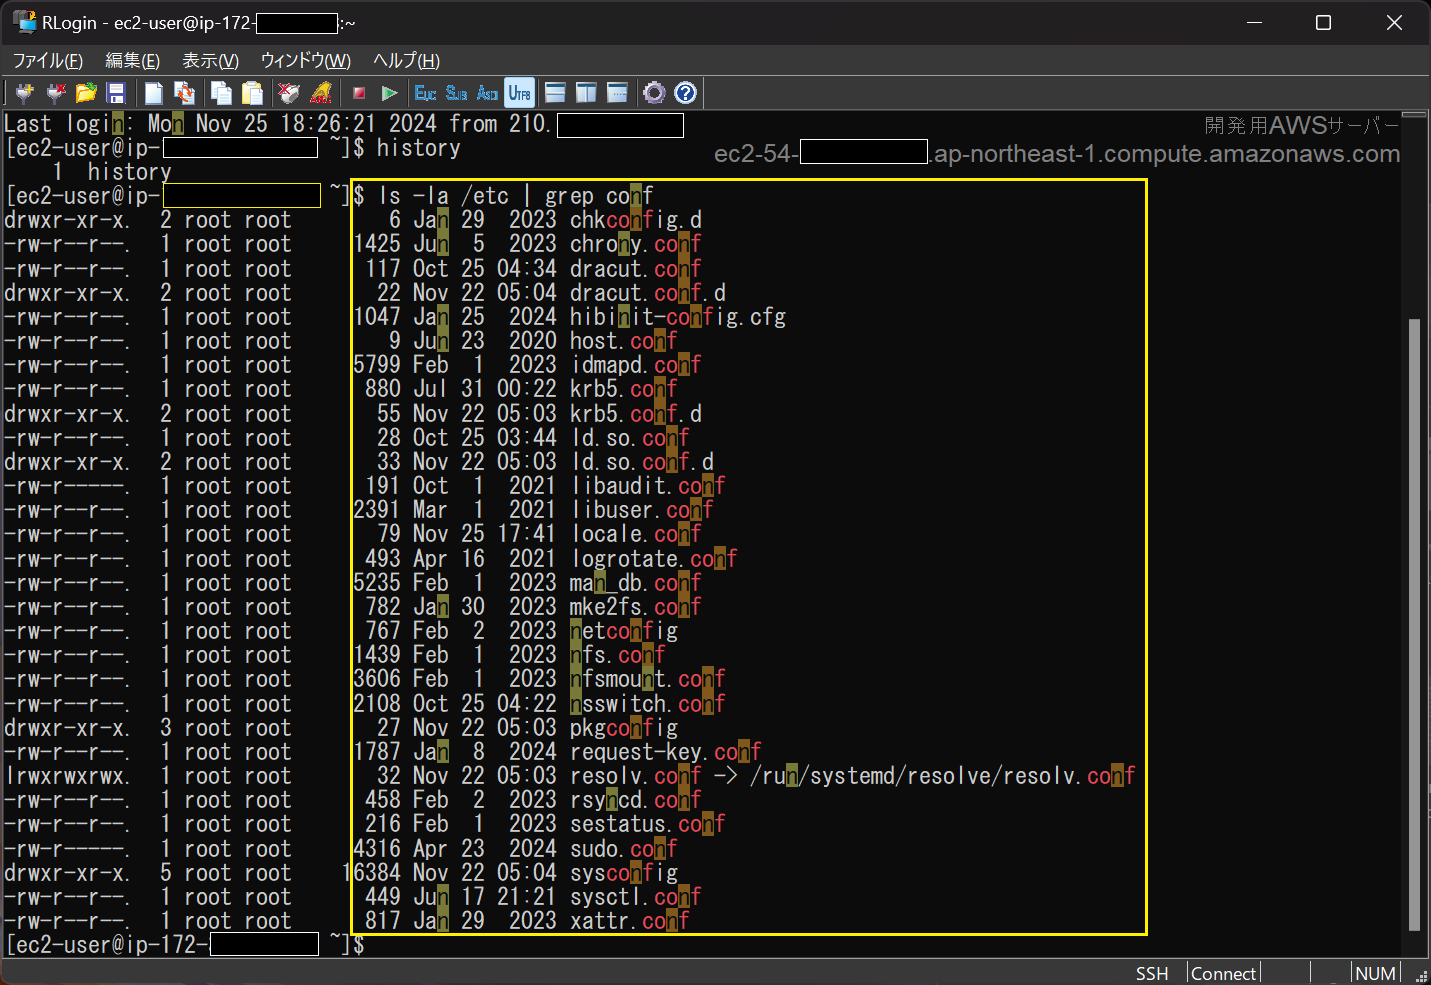 RLogin - ec2-user@ip-172- :~
ファイル(F) 編集(E) 表示(V) ウィンドウ(W) ヘルプ(H)
EUC SJIS ASCI UTF8
Last login: Mon Nov 25 18:26:21 2024 from 210.
開発用AWSサーバー
[ec2-user@ip- ~]$ history
ec2-54- .ap-northeast-1.compute.amazonaws.com
1 history
[ec2-user@ip- ~]$ ls -la /etc | grep conf
drwxr-xr-x. 2 root root 6 Jan 29 2023 chkconfig.d
-rw-r--r--. 1 root root 1425 Jun 5 2023 chrony.conf
-rw-r--r--. 1 root root 117 Oct 25 04:34 dracut.conf
drwxr-xr-x. 2 root root 22 Nov 22 05:04 dracut.conf.d
-rw-r--r--. 1 root root 1047 Jan 25 2024 hibinit-config.cfg
-rw-r--r--. 1 root root 9 Jun 23 2020 host.conf
-rw-r--r--. 1 root root 5799 Feb 1 2023 idmapd.conf
-rw-r--r--. 1 root root 880 Jul 31 00:22 krb5.conf
drwxr-xr-x. 2 root root 55 Nov 22 05:03 krb5.conf.d
-rw-r--r--. 1 root root 28 Oct 25 03:44 ld.so.conf
drwxr-xr-x. 2 root root 33 Nov 22 05:03 ld.so.conf.d
-rw-r-----. 1 root root 191 Oct 1 2021 libaudit.conf
-rw-r--r--. 1 root root 2391 Mar 1 2021 libuser.conf
-rw-r--r--. 1 root root 79 Nov 25 17:41 locale.conf
-rw-r--r--. 1 root root 493 Apr 16 2021 logrotate.conf
-rw-r--r--. 1 root root 5235 Feb 1 2023 man_db.conf
-rw-r--r--. 1 root root 782 Jan 30 2023 mke2fs.conf
-rw-r--r--. 1 root root 767 Feb 2 2023 netconfig
-rw-r--r--. 1 root root 1439 Feb 1 2023 nfs.conf
-rw-r--r--. 1 root root 3606 Feb 1 2023 nfsmount.conf
-rw-r--r--. 1 root root 2108 Oct 25 04:22 nsswitch.conf
drwxr-xr-x. 3 root root 27 Nov 22 05:03 pkgconfig
-rw-r--r--. 1 root root 1787 Jan 8 2024 request-key.conf
lrwxrwxrwx. 1 root root 32 Nov 22 05:03 resolv.conf -> /run/systemd/resolve/resolv.conf
-rw-r--r--. 1 root root 458 Feb 2 2023 rsyncd.conf
-rw-r--r--. 1 root root 216 Feb 1 2023 sestatus.conf
-rw-r-----. 1 root root 4316 Apr 23 2024 sudo.conf
drwxr-xr-x. 5 root root 16384 Nov 22 05:04 sysconfig
-rw-r--r--. 1 root root 449 Jun 17 21:21 sysctl.conf
-rw-r--r--. 1 root root 817 Jan 29 2023 xattr.conf
[ec2-user@ip-172- ~]$
SSH Connect NUM